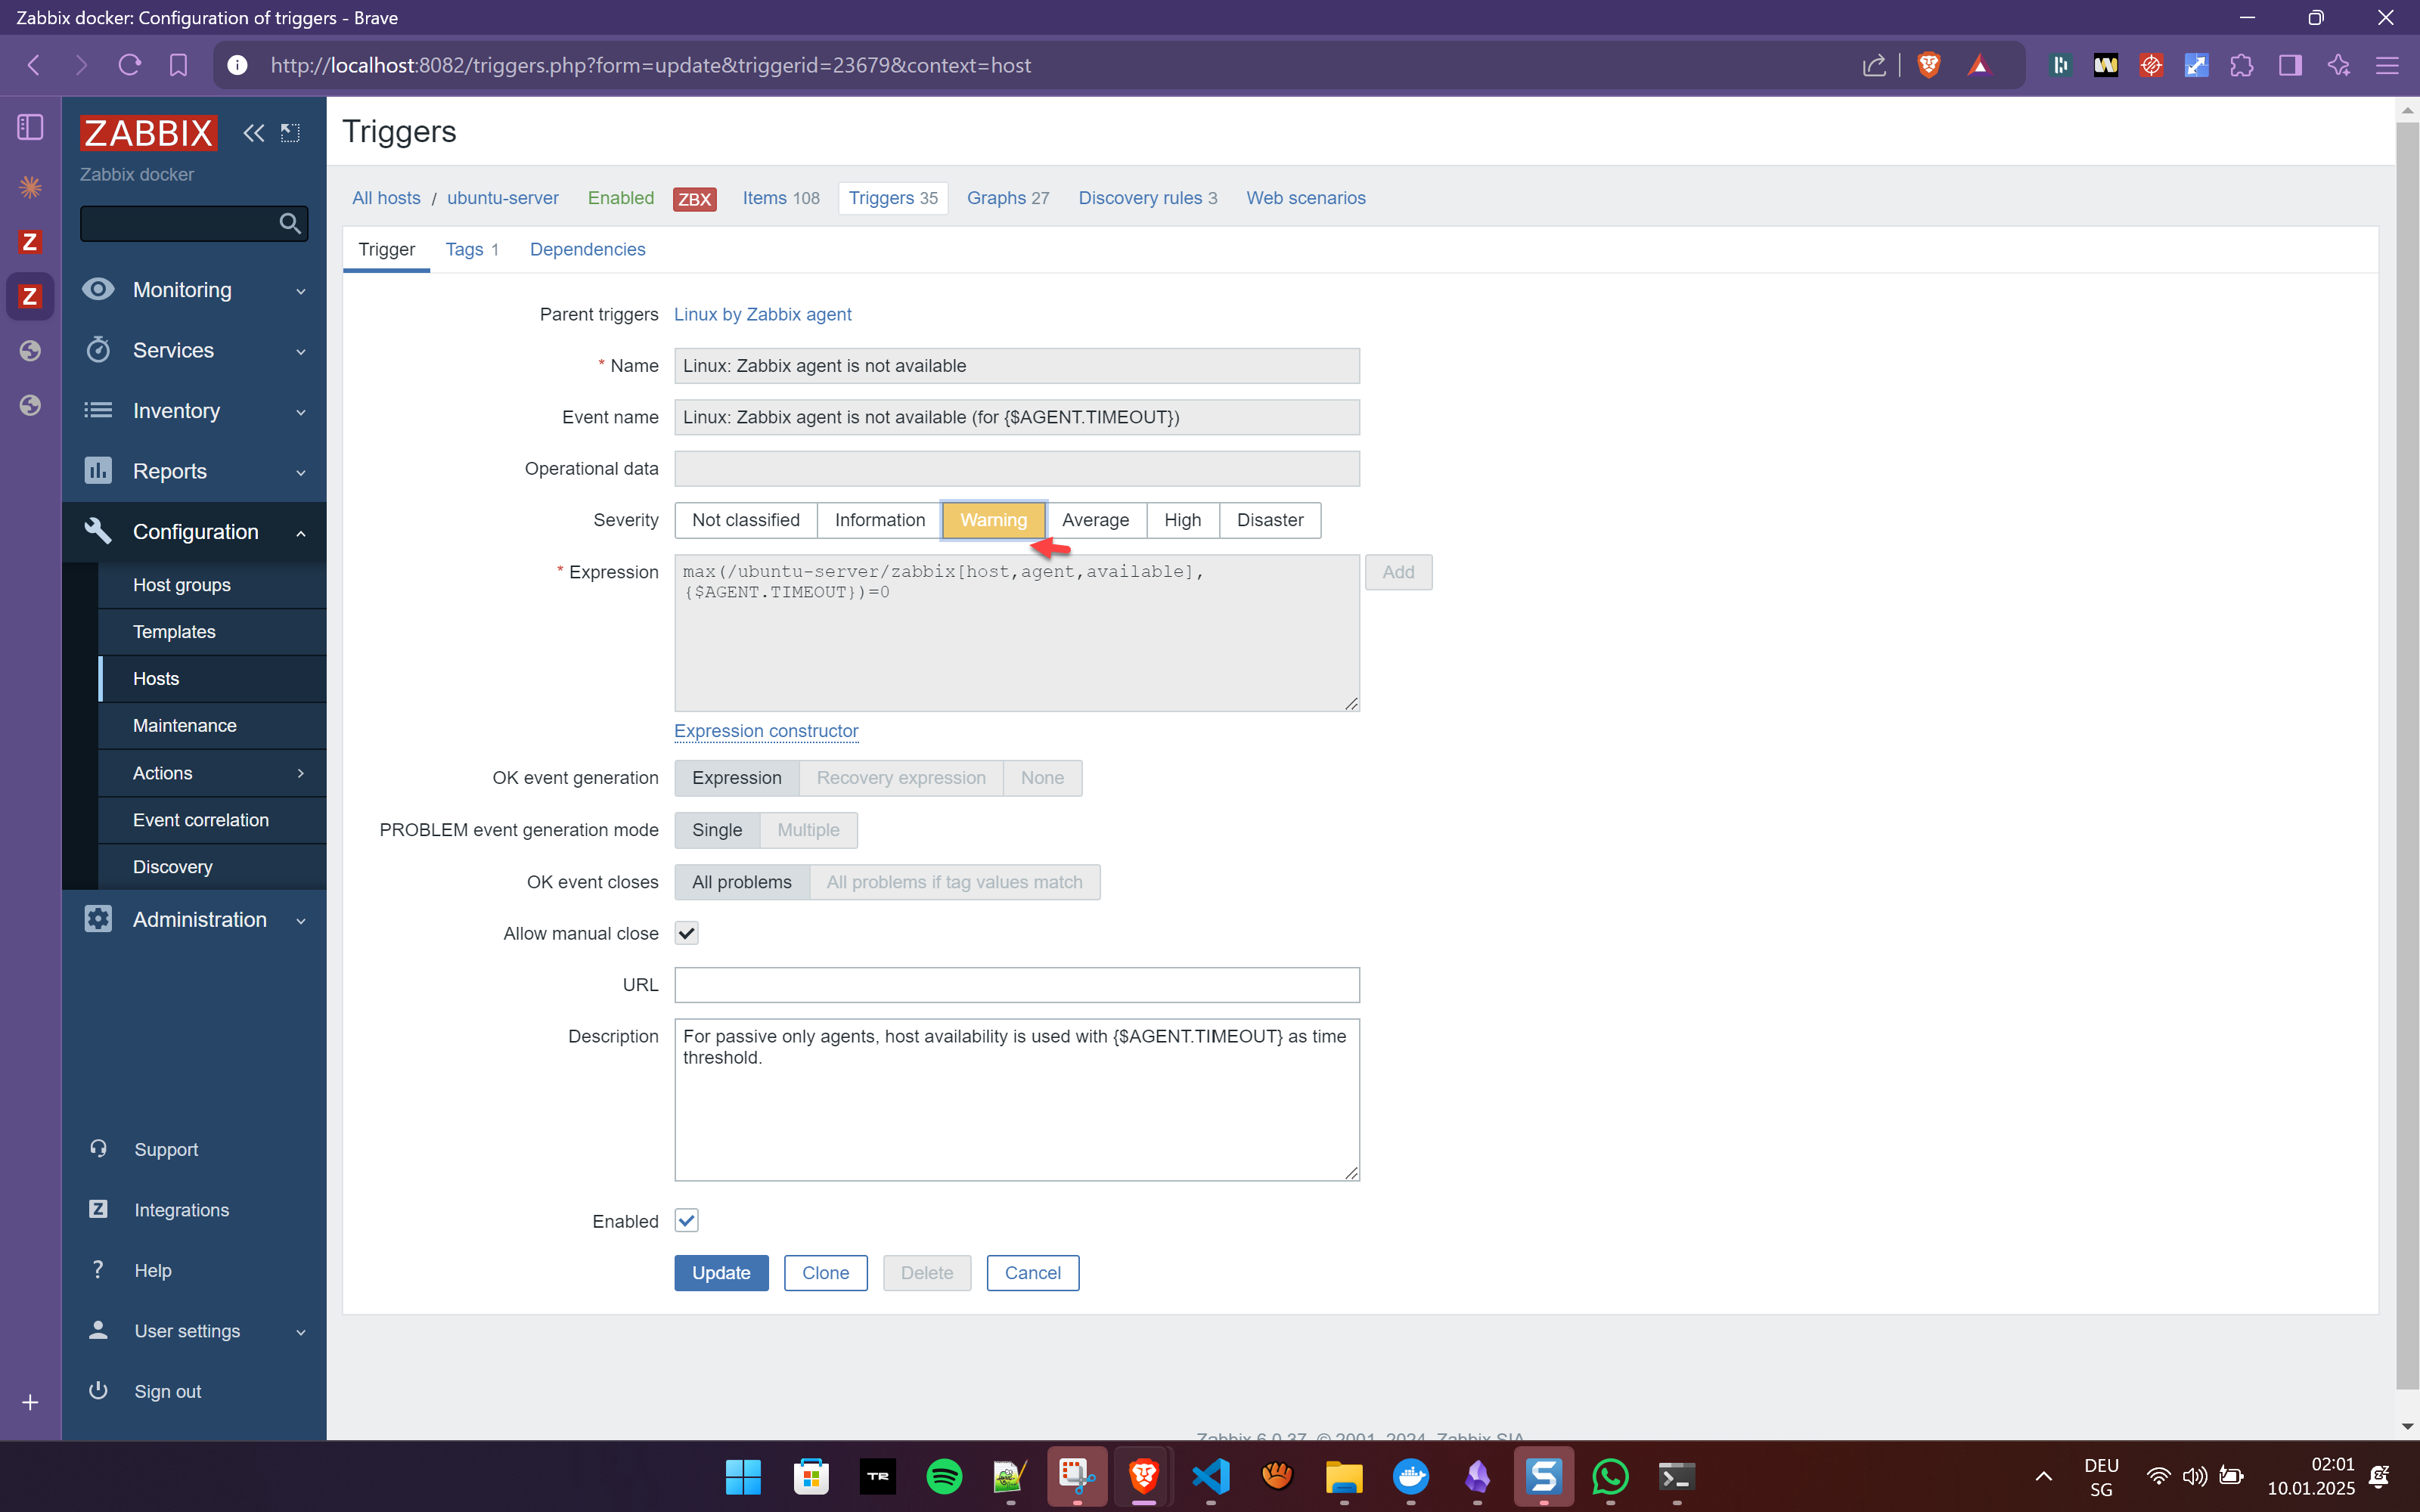 Zabbix docker: Configuration of triggers - Brave
http://localhost:8082/triggers.php?form=update&triggerid=23679&context=host
ZABBIX
Zabbix docker
Monitoring
Services
Inventory
Reports
Configuration
Host groups
Templates
Hosts
Maintenance
Actions
Event correlation
Discovery
Administration
Support
Integrations
Help
User settings
Sign out
Triggers
All hosts / ubuntu-server Enabled ZBX Items 108 Triggers 35 Graphs 27 Discovery rules 3 Web scenarios
Trigger Tags 1 Dependencies
Parent triggers Linux by Zabbix agent
* Name Linux: Zabbix agent is not available
Event name Linux: Zabbix agent is not available (for {$AGENT.TIMEOUT})
Operational data
Severity Not classified Information Warning Average High Disaster
* Expression max(/ubuntu-server/zabbix[host,agent,available], Add
{$AGENT.TIMEOUT})=0
Expression constructor
OK event generation Expression Recovery expression None
PROBLEM event generation mode Single Multiple
OK event closes All problems All problems if tag values match
Allow manual close
URL
Description For passive only agents, host availability is used with {$AGENT.TIMEOUT} as time
threshold.
Enabled
Update Clone Delete Cancel
Zabbix 6.0.37. © 2001–2024, Zabbix SIA
TR
DEU
SG
02:01
10.01.2025